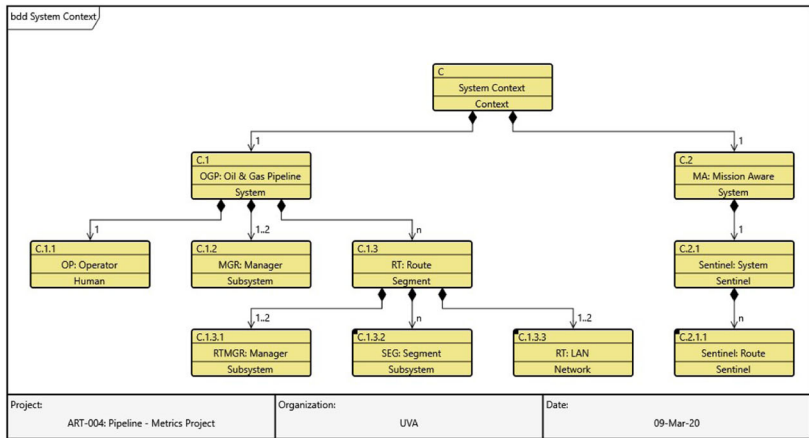 bdd System Context
C
System Context
Context
1
1
C.1
OGP: Oil & Gas Pipeline
System
C.2
MA: Mission Aware
System
1
1..2
n
1
C.1.1
OP: Operator
Human
C.1.2
MGR: Manager
Subsystem
C.1.3
RT: Route
Segment
C.2.1
Sentinel: System
Sentinel
1..2
n
1..2
n
C.1.3.1
RTMGR: Manager
Subsystem
C.1.3.2
SEG: Segment
Subsystem
C.1.3.3
RT: LAN
Network
C.2.1.1
Sentinel: Route
Sentinel
Project:
ART-004: Pipeline - Metrics Project
Organization:
UVA
Date:
09-Mar-20